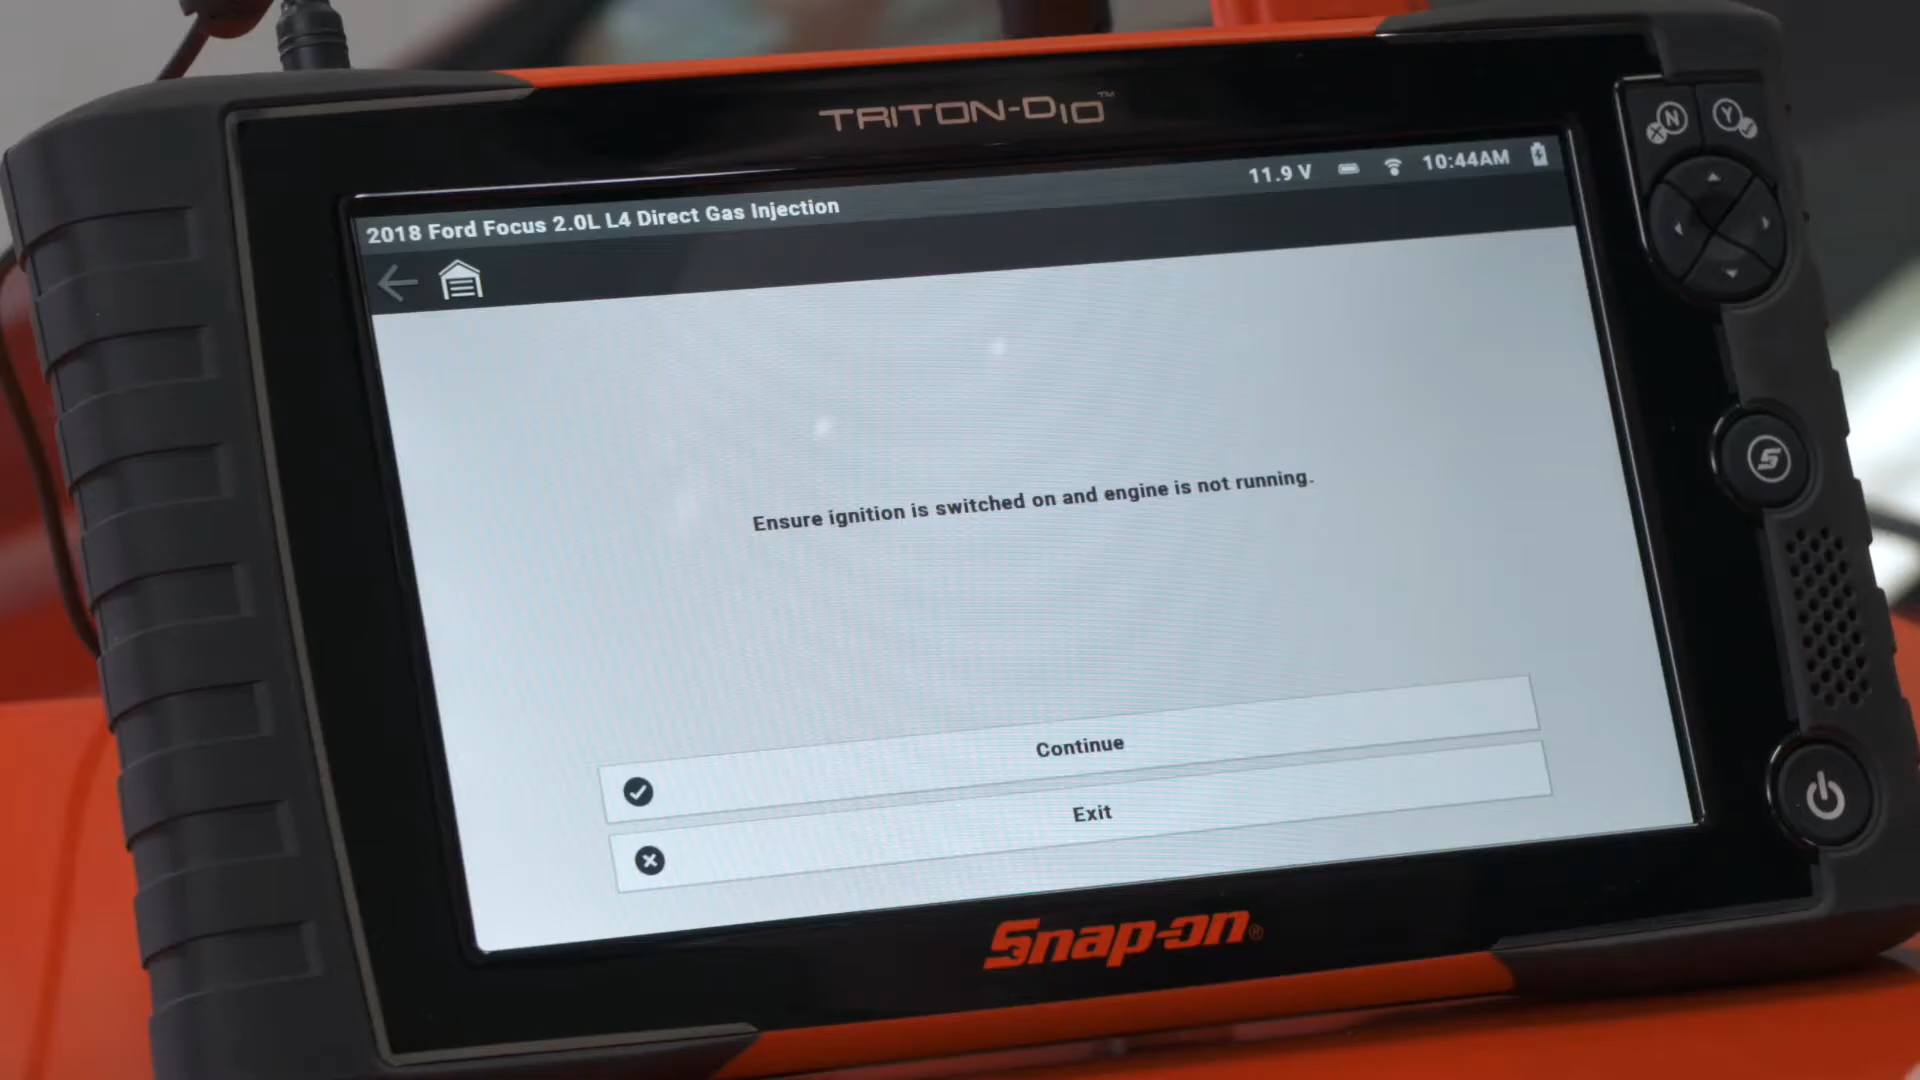 TRITON-D10™
N
X
Y
11.9 V 10:44AM
2018 Ford Focus 2.0L L4 Direct Gas Injection
Ensure ignition is switched on and engine is not running.
S
Continue
Exit
Snap-on®